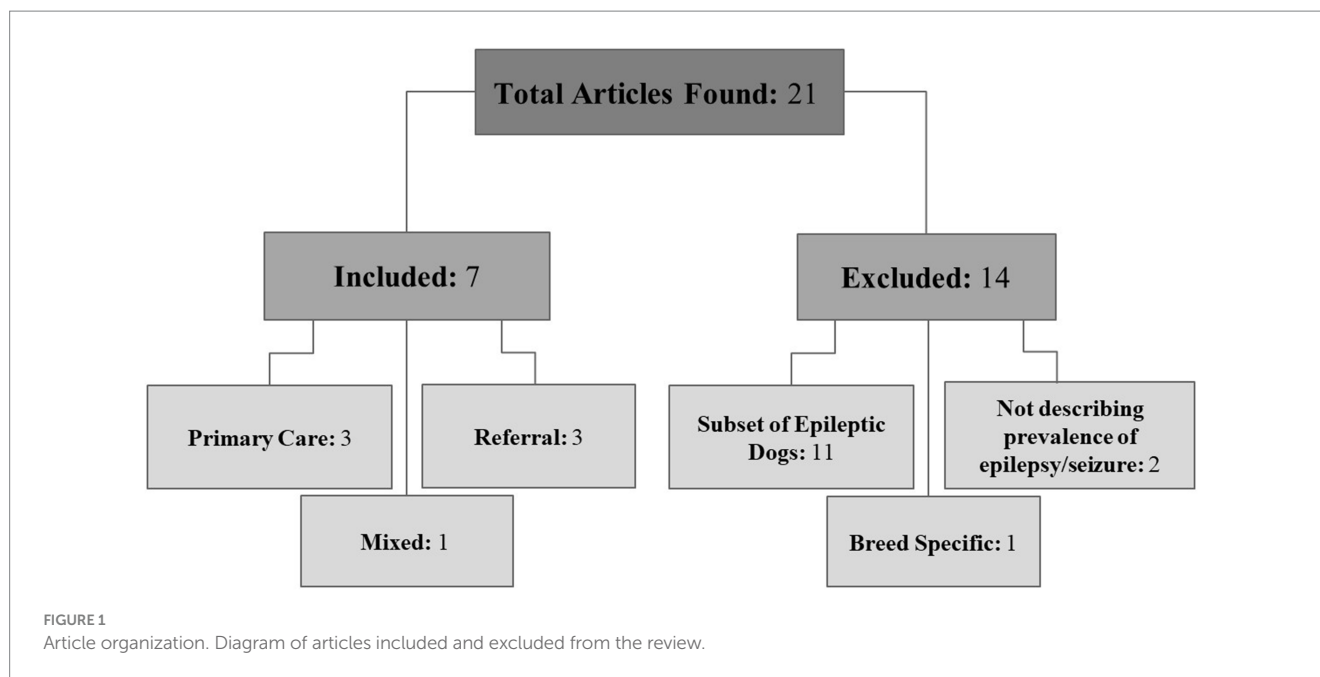 Total Articles Found: 21
Included: 7
Excluded: 14
Primary Care: 3
Referral: 3
Mixed: 1
Subset of Epileptic
Dogs: 11
Not describing
prevalence of
epilepsy/seizure: 2
Breed Specific: 1
FIGURE 1
Article organization. Diagram of articles included and excluded from the review.